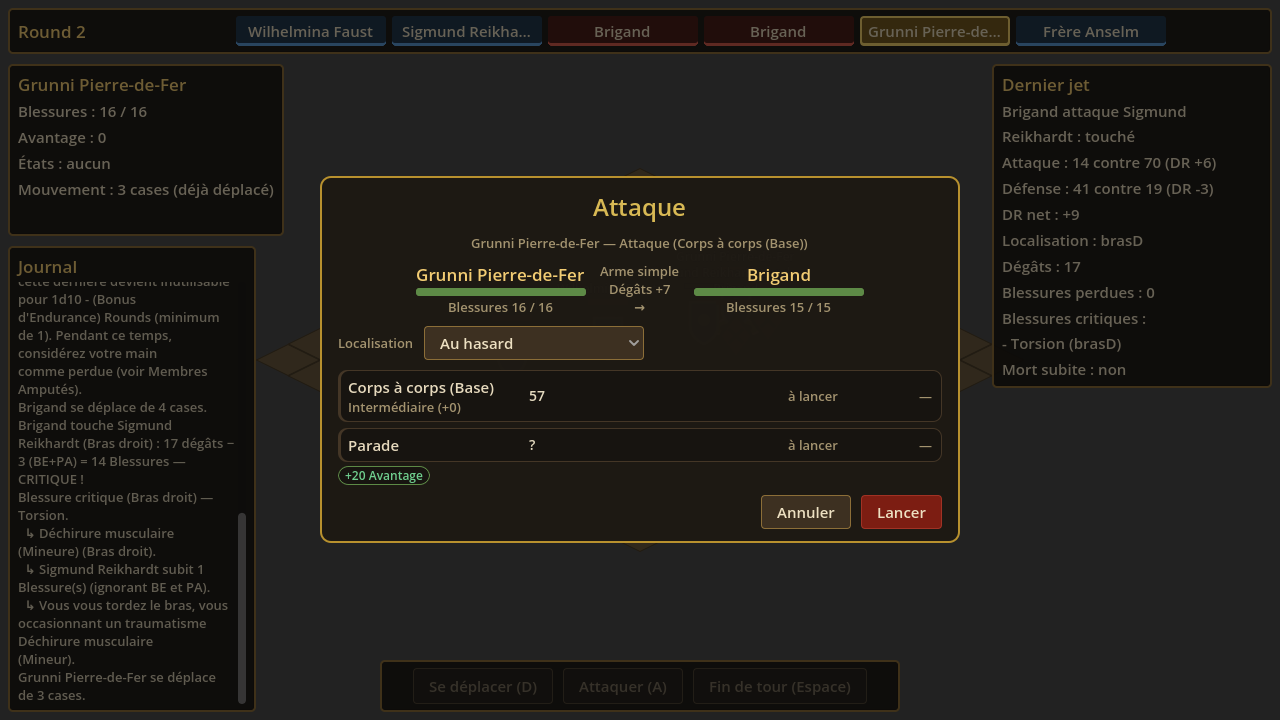 Round 2
Wilhelmina Faust
Sigmund Reikha...
Brigand
Brigand
Grunni Pierre-de...
Frère Anselm
Grunni Pierre-de-Fer
Blessures : 16 / 16
Avantage : 0
États : aucun
Mouvement : 3 cases (déjà déplacé)
Journal
cette dernière devient inutilisable
pour 1d10 - (Bonus
d'Endurance) Rounds (minimum
de 1). Pendant ce temps,
considérez votre main
comme perdue (voir Membres
Amputés).
Brigand se déplace de 4 cases.
Brigand touche Sigmund
Reikhardt (Bras droit) : 17 dégâts −
3 (BE+PA) = 14 Blessures —
CRITIQUE !
Blessure critique (Bras droit) —
Torsion.
↳ Déchirure musculaire
(Mineure) (Bras droit).
↳ Sigmund Reikhardt subit 1
Blessure(s) (ignorant BE et PA).
↳ Vous vous tordez le bras, vous
occasionnant un traumatisme
Déchirure musculaire
(Mineur).
Grunni Pierre-de-Fer se déplace
de 3 cases.
Attaque
Grunni Pierre-de-Fer — Attaque (Corps à corps (Base))
Grunni Pierre-de-Fer
Blessures 16 / 16
Arme simple
Dégâts +7
→
Brigand
Blessures 15 / 15
Localisation
Au hasard
Corps à corps (Base) 57 à lancer —
Intermédiaire (+0)
Parade ? à lancer —
+20 Avantage
Annuler
Lancer
Dernier jet
Brigand attaque Sigmund
Reikhardt : touché
Attaque : 14 contre 70 (DR +6)
Défense : 41 contre 19 (DR -3)
DR net : +9
Localisation : brasD
Dégâts : 17
Blessures perdues : 0
Blessures critiques :
- Torsion (brasD)
Mort subite : non
Se déplacer (D)
Attaquer (A)
Fin de tour (Espace)